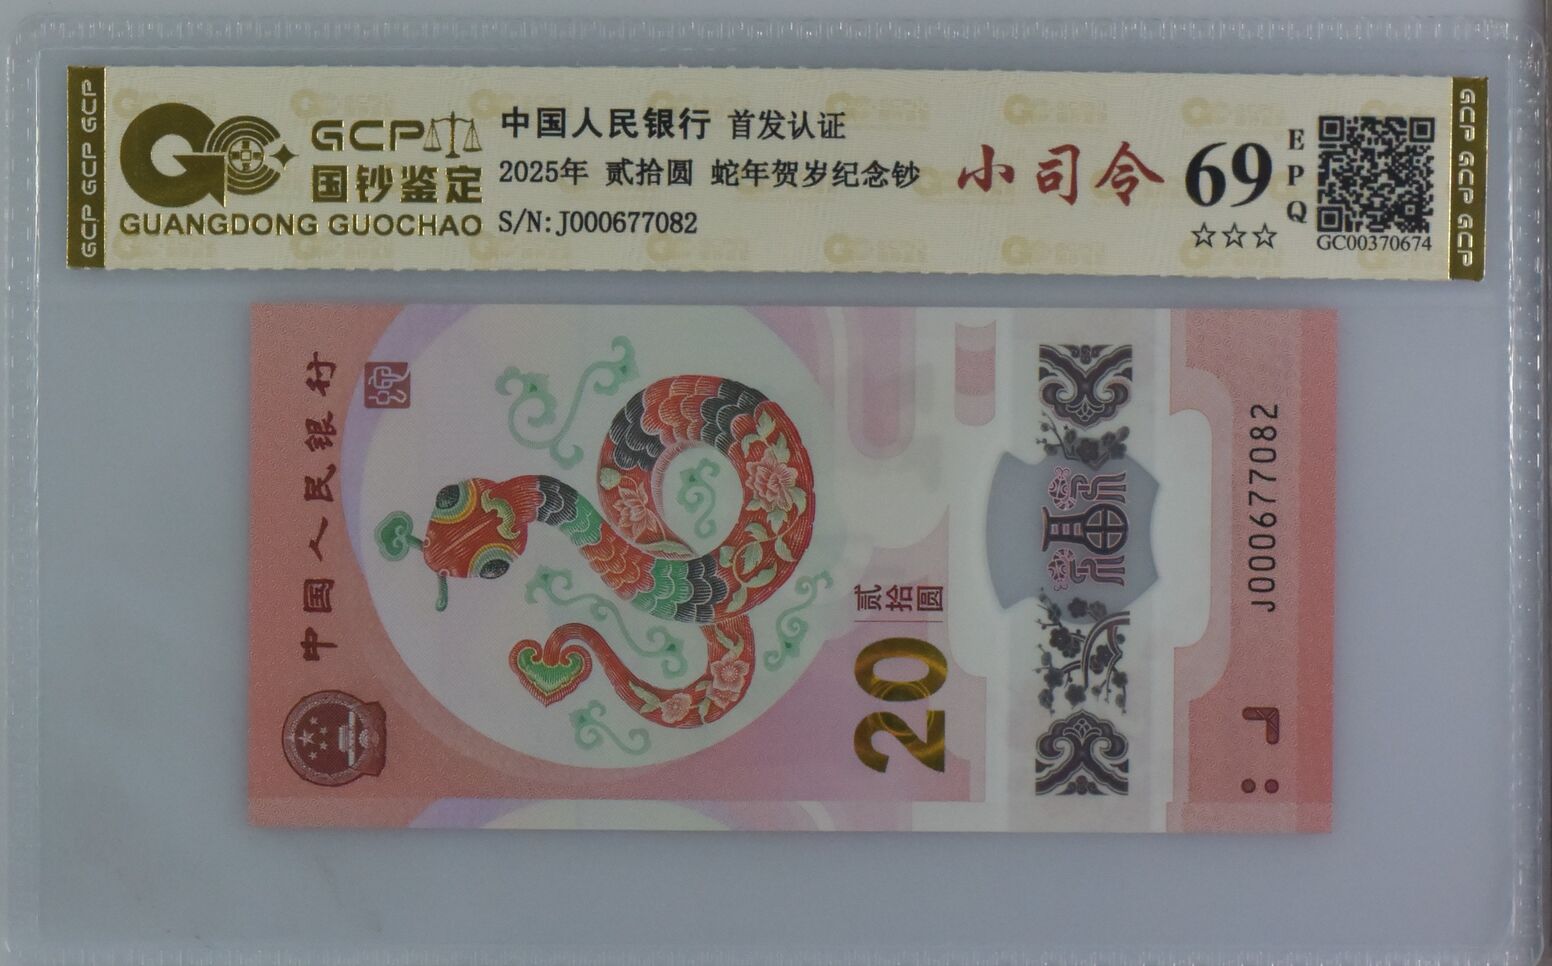 GCP GCP GCP
GCP
国钞鉴定
GUANGDONG GUOCHAO
中国人民银行 首发认证
2025年 贰拾圆 蛇年贺岁纪念钞
S/N:J000677082
小司令
69
EPQ
☆☆☆
GC00370674
GCP GCP GCP
中国人民银行
贰拾圆
20
福
J000677082